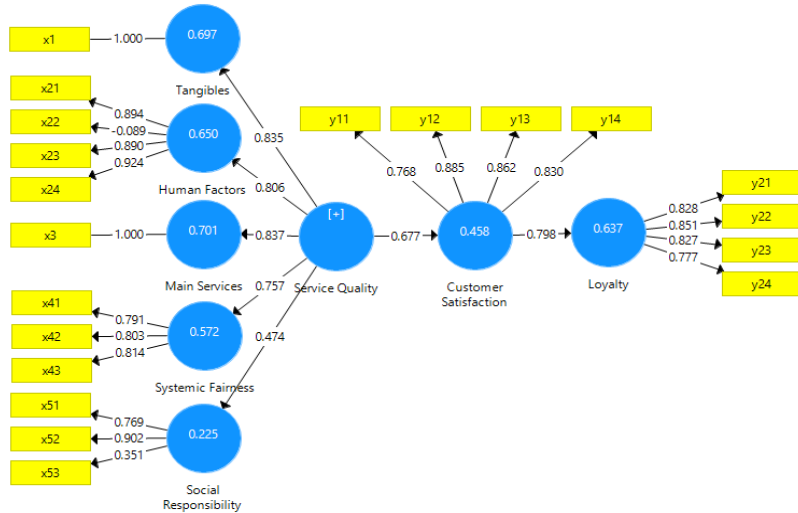 x1
1.000
0.697
Tangibles
x21
x22
x23
x24
0.894
-0.089
0.890
0.924
0.650
Human Factors
x3
1.000
0.701
Main Services
x41
x42
x43
0.791
0.803
0.814
0.572
Systemic Fairness
x51
x52
x53
0.769
0.902
0.351
0.225
Social
Responsibility
0.835
0.806
0.837
0.757
0.474
[+]
Service Quality
0.677
y11
y12
y13
y14
0.768
0.885
0.862
0.830
0.458
Customer
Satisfaction
0.798
0.637
Loyalty
0.828
0.851
0.827
0.777
y21
y22
y23
y24